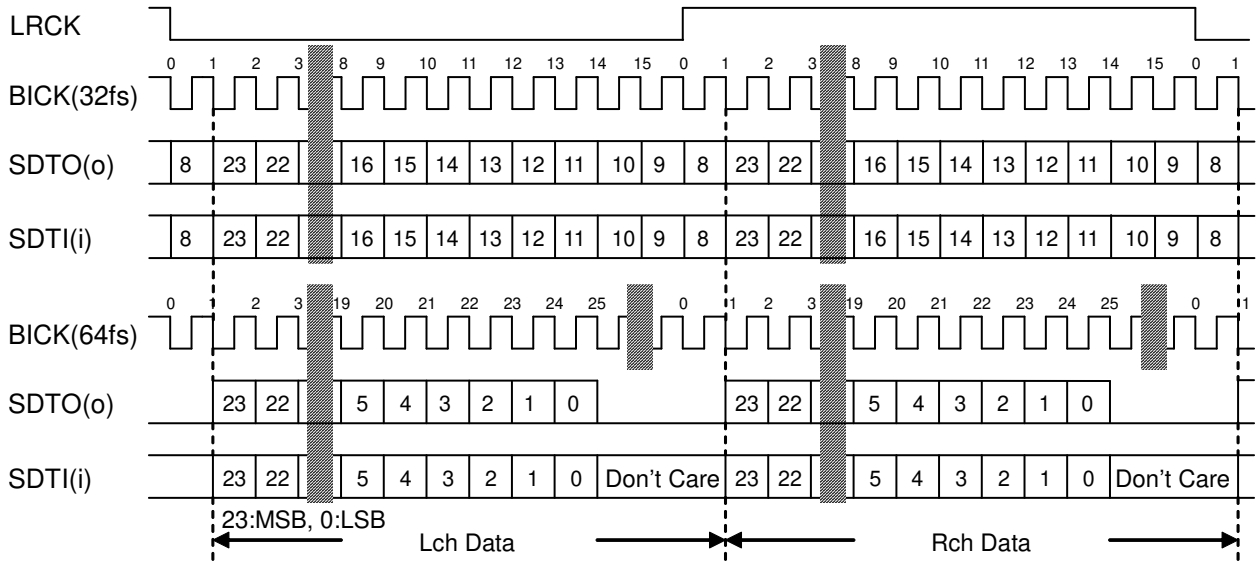 LRCK
0 1 2 3 8 9 10 11 12 13 14 15 0 1 2 3 8 9 10 11 12 13 14 15 0 1
BICK(32fs)
SDTO(o) 8 23 22 16 15 14 13 12 11 10 9 8 23 22 16 15 14 13 12 11 10 9 8
SDTI(i) 8 23 22 16 15 14 13 12 11 10 9 8 23 22 16 15 14 13 12 11 10 9 8
0 1 2 3 19 20 21 22 23 24 25 0 1 2 3 19 20 21 22 23 24 25 0 1
BICK(64fs)
SDTO(o) 23 22 5 4 3 2 1 0 23 22 5 4 3 2 1 0
SDTI(i) 23 22 5 4 3 2 1 0 Don't Care 23 22 5 4 3 2 1 0 Don't Care
23:MSB, 0:LSB
Lch Data Rch Data